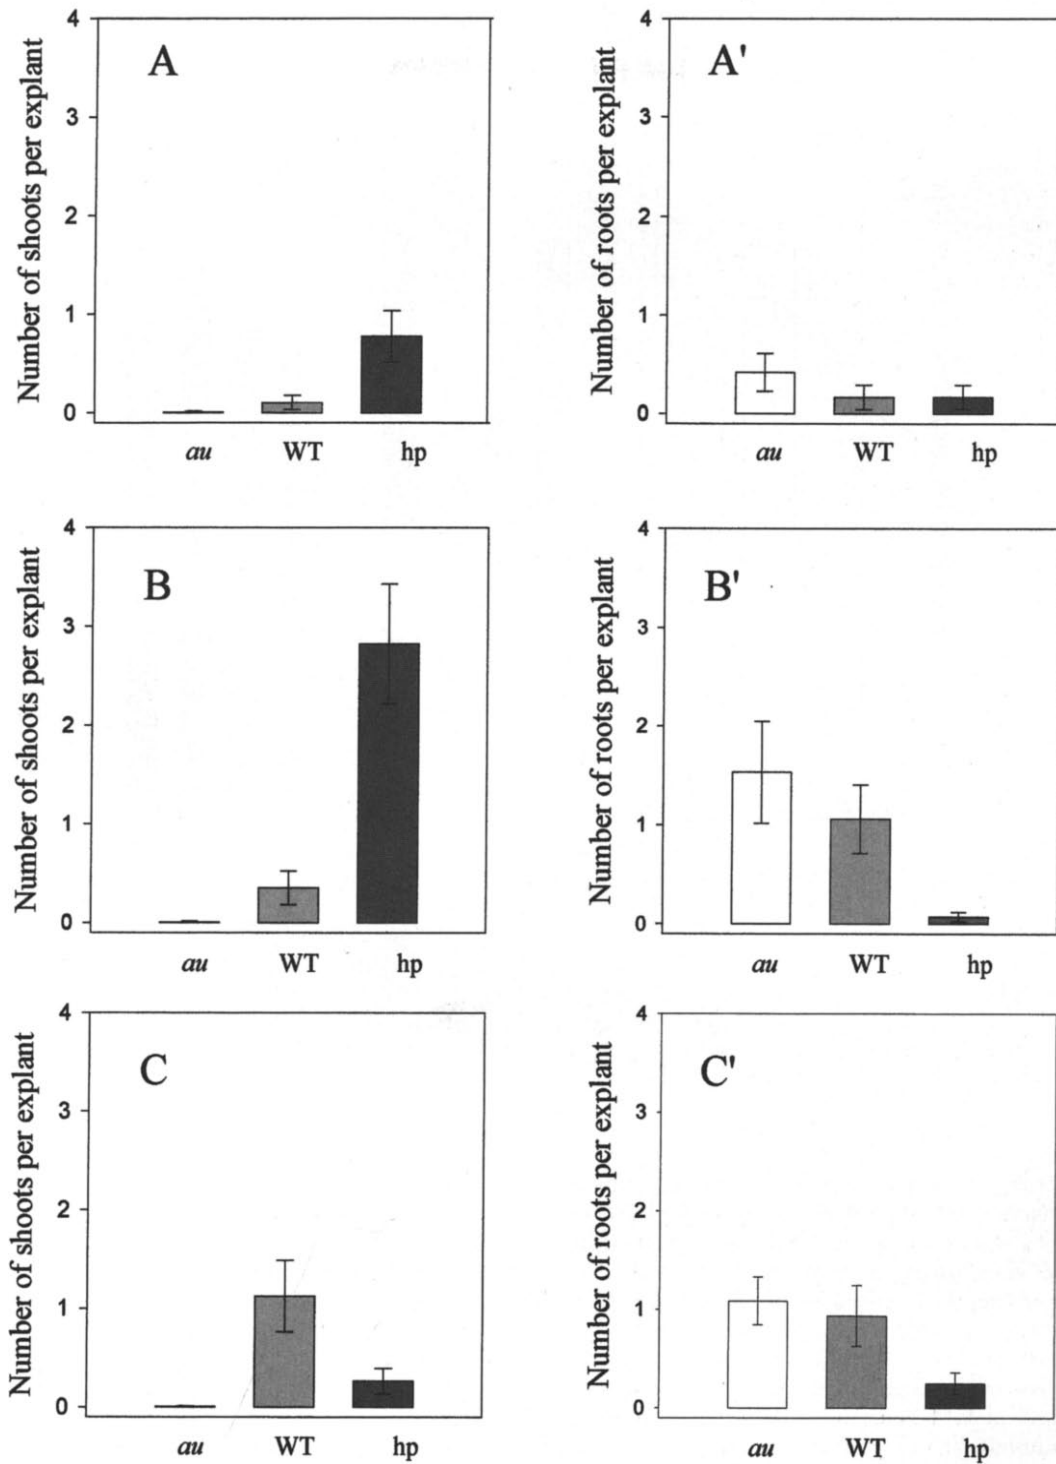 A
Number of shoots per explant
4
3
2
1
0
au WT hp
A'
Number of roots per explant
4
3
2
1
0
au WT hp
B
Number of shoots per explant
4
3
2
1
0
au WT hp
B'
Number of roots per explant
4
3
2
1
0
au WT hp
C
Number of shoots per explant
4
3
2
1
0
au WT hp
C'
Number of roots per explant
4
3
2
1
0
au WT hp